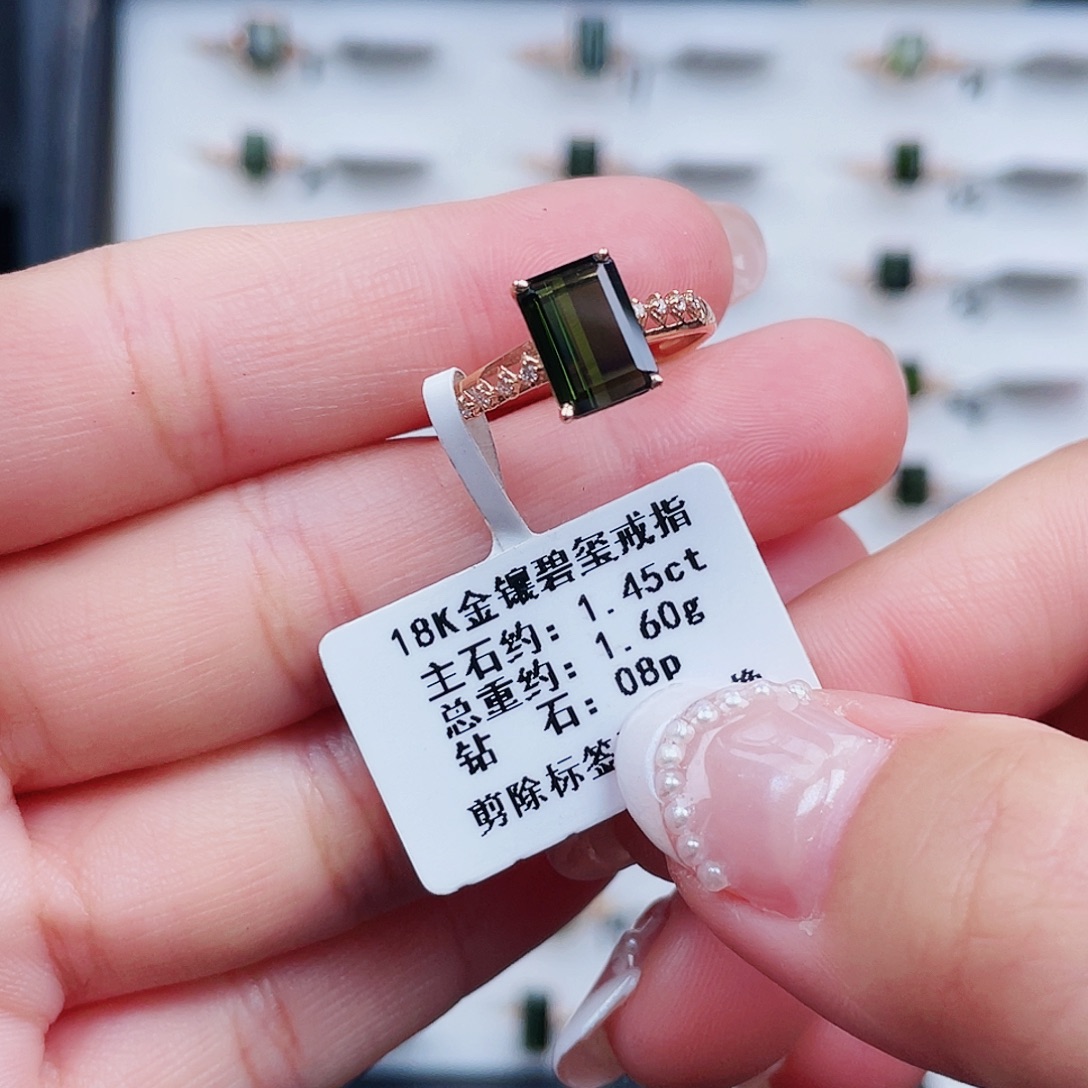 18K金镶碧玺戒指
主石约: 1.45ct
总重约: 1.60g
钻 石: 08p
剪除标签